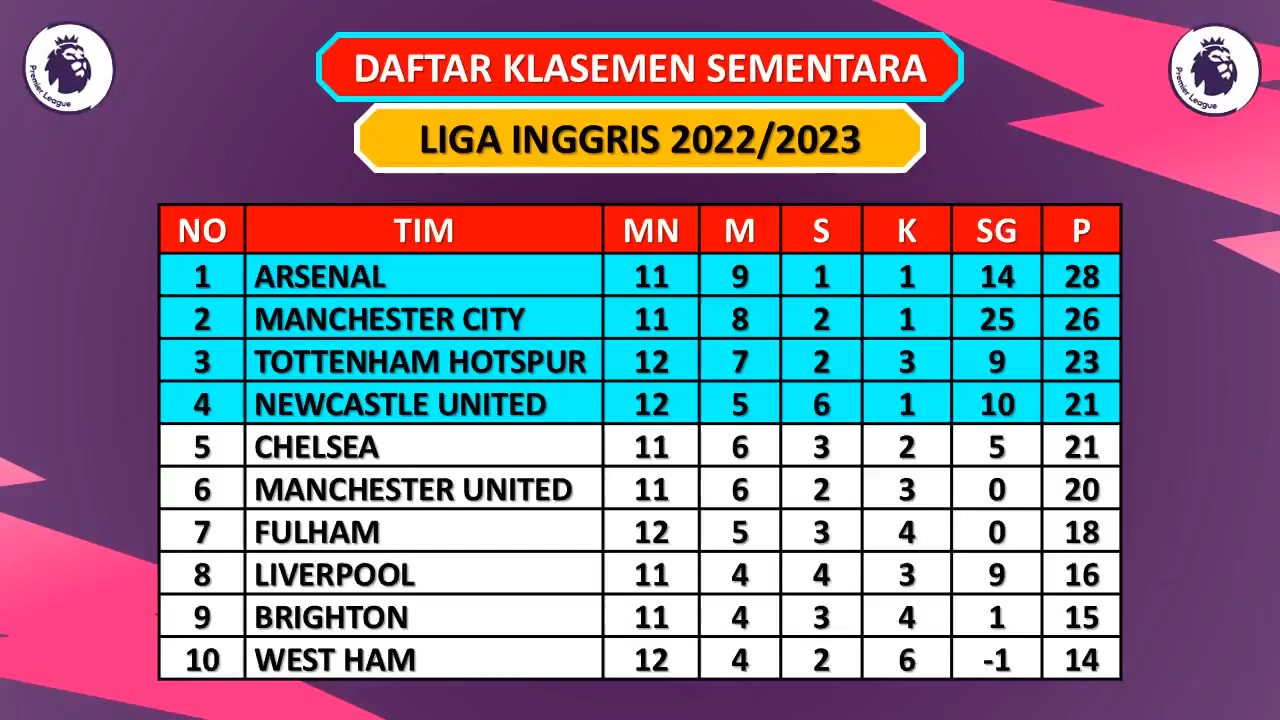 Premier League
DAFTAR KLASEMEN SEMENTARA
Premier League
LIGA INGGRIS 2022/2023
NO TIM MN M S K SG P
1 ARSENAL 11 9 1 1 14 28
2 MANCHESTER CITY 11 8 2 1 25 26
3 TOTTENHAM HOTSPUR 12 7 2 3 9 23
4 NEWCASTLE UNITED 12 5 6 1 10 21
5 CHELSEA 11 6 3 2 5 21
6 MANCHESTER UNITED 11 6 2 3 0 20
7 FULHAM 12 5 3 4 0 18
8 LIVERPOOL 11 4 4 3 9 16
9 BRIGHTON 11 4 3 4 1 15
10 WEST HAM 12 4 2 6 -1 14